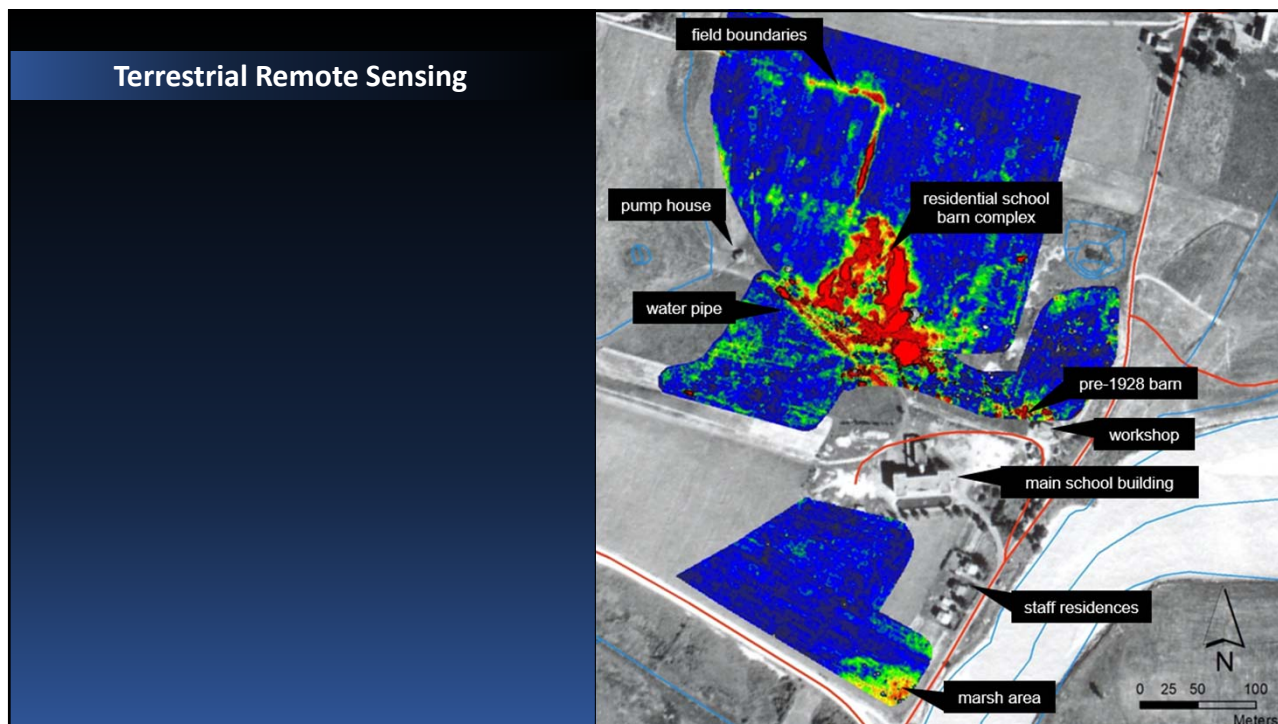 Terrestrial Remote Sensing
field boundaries
residential school
barn complex
pump house
water pipe
pre-1928 barn
workshop
main school building
staff residences
marsh area
N
0 25 50 100
Meters